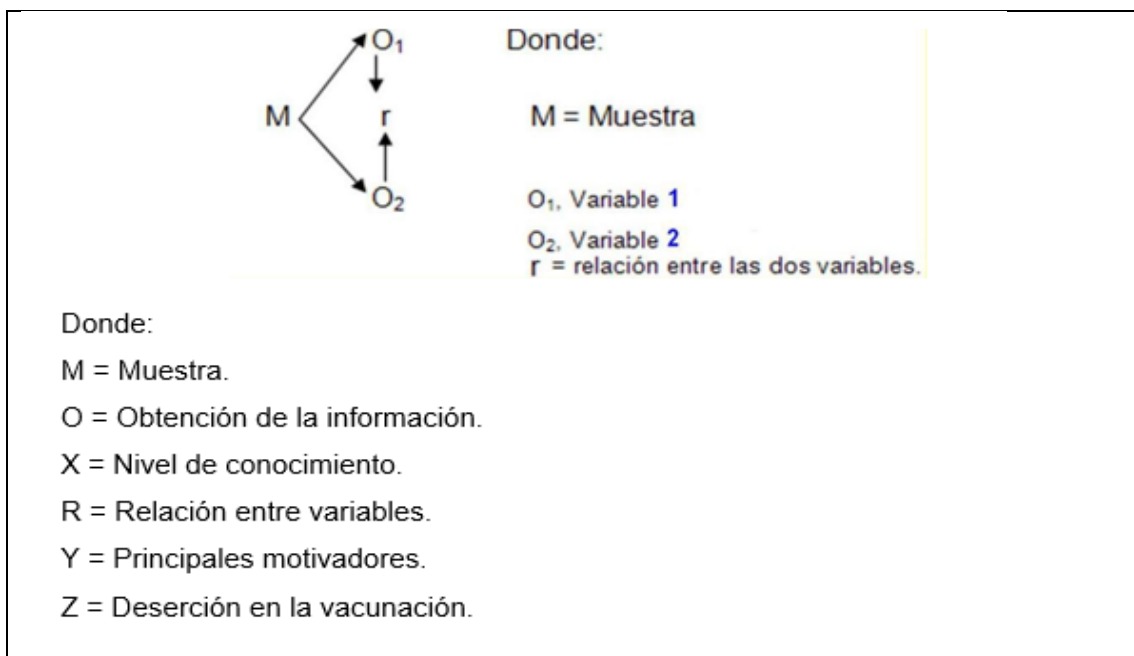 O₁ Donde:
M r M = Muestra
O₂ O₁, Variable 1
O₂, Variable 2
r = relación entre las dos variables.
Donde:
M = Muestra.
O = Obtención de la información.
X = Nivel de conocimiento.
R = Relación entre variables.
Y = Principales motivadores.
Z = Deserción en la vacunación.